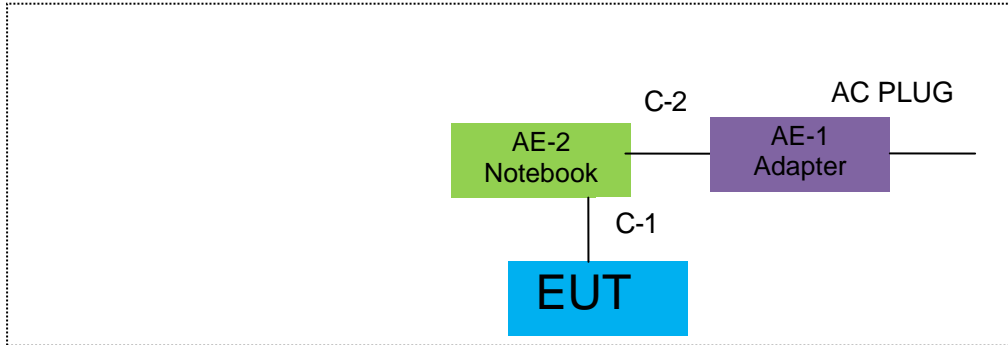 AC PLUG
C-2
AE-2
Notebook
AE-1
Adapter
C-1
EUT